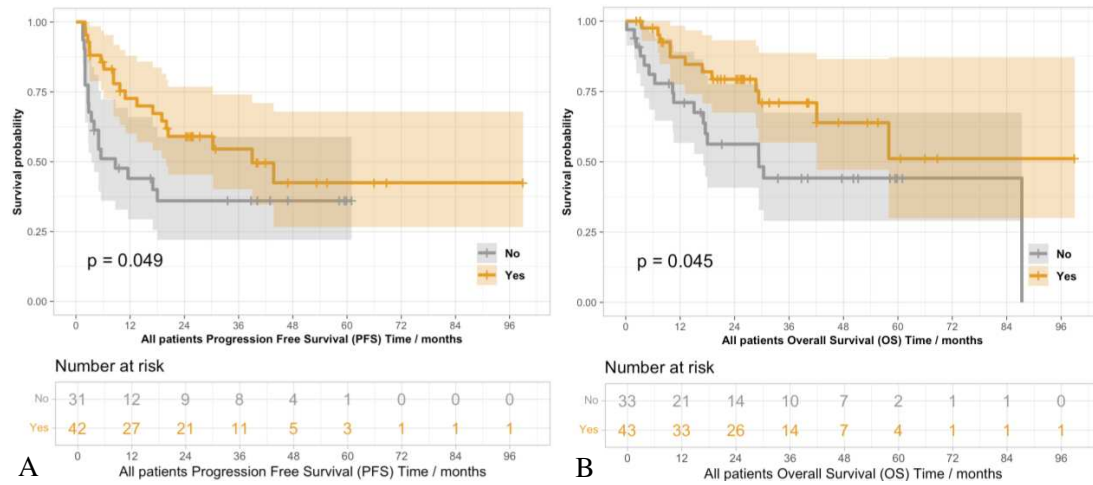 1.00
0.75
0.50
0.25
0.00
Survival probability
p = 0.049
No
Yes
0 12 24 36 48 60 72 84 96
All patients Progression Free Survival (PFS) Time / months
Number at risk
No 31 12 9 8 4 1 0 0 0
Yes 42 27 21 11 5 3 1 1 1
0 12 24 36 48 60 72 84 96
All patients Progression Free Survival (PFS) Time / months
A
1.00
0.75
0.50
0.25
0.00
Survival probability
p = 0.045
No
Yes
0 12 24 36 48 60 72 84 96
All patients Overall Survival (OS) Time / months
Number at risk
No 33 21 14 10 7 2 1 1 0
Yes 43 33 26 14 7 4 1 1 1
0 12 24 36 48 60 72 84 96
All patients Overall Survival (OS) Time / months
B